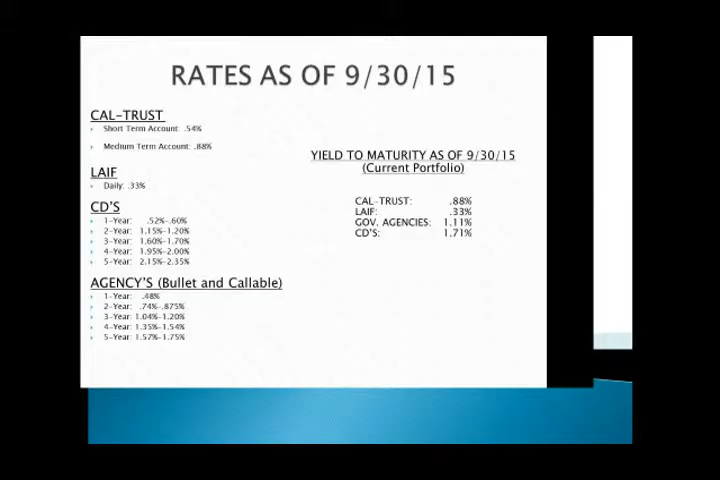 RATES AS OF 9/30/15
CAL-TRUST
Short Term Account: .54%
Medium Term Account: .88%
LAIF
Daily: .33%
CD'S
1-Year: .52%-.60%
2-Year: 1.15%-1.20%
3-Year: 1.60%-1.70%
4-Year: 1.95%-2.00%
5-Year: 2.15%-2.35%
AGENCY'S (Bullet and Callable)
1-Year: .48%
2-Year: .74%-.875%
3-Year: 1.04%-1.20%
4-Year: 1.35%-1.54%
5-Year: 1.57%-1.75%
YIELD TO MATURITY AS OF 9/30/15
(Current Portfolio)
CAL-TRUST: .88%
LAIF: .33%
GOV. AGENCIES: 1.11%
CD'S: 1.71%